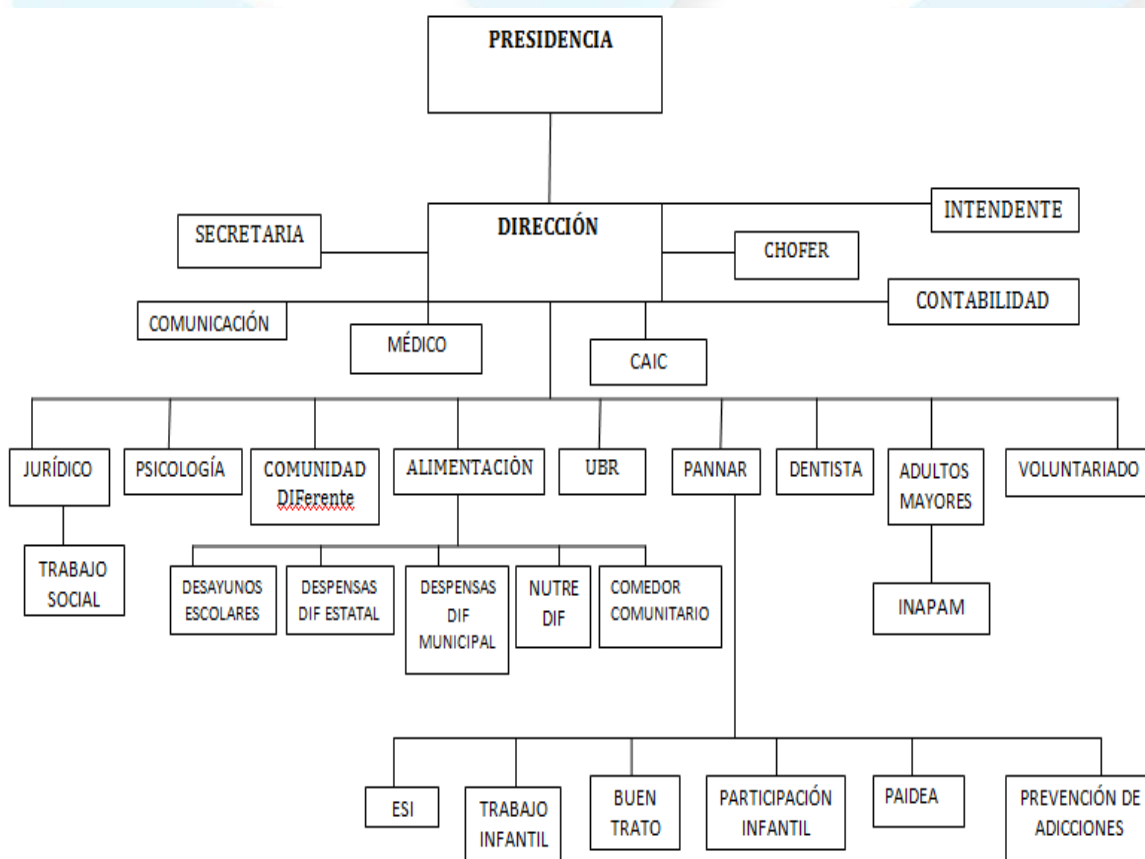 PRESIDENCIA
INTENDENTE
SECRETARIA
DIRECCIÓN
CHOFER
CONTABILIDAD
COMUNICACIÓN
MÉDICO
CAIC
JURÍDICO
PSICOLOGÍA
COMUNIDAD
DIFerente
ALIMENTACIÓN
UBR
PANNAR
DENTISTA
ADULTOS
MAYORES
VOLUNTARIADO
TRABAJO
SOCIAL
DESAYUNOS
ESCOLARES
DESPENSAS
DIF ESTATAL
DESPENSAS
DIF
MUNICIPAL
NUTRE
DIF
COMEDOR
COMUNITARIO
INAPAM
ESI
TRABAJO
INFANTIL
BUEN
TRATO
PARTICIPACIÓN
INFANTIL
PAIDEA
PREVENCIÓN DE
ADICCIONES